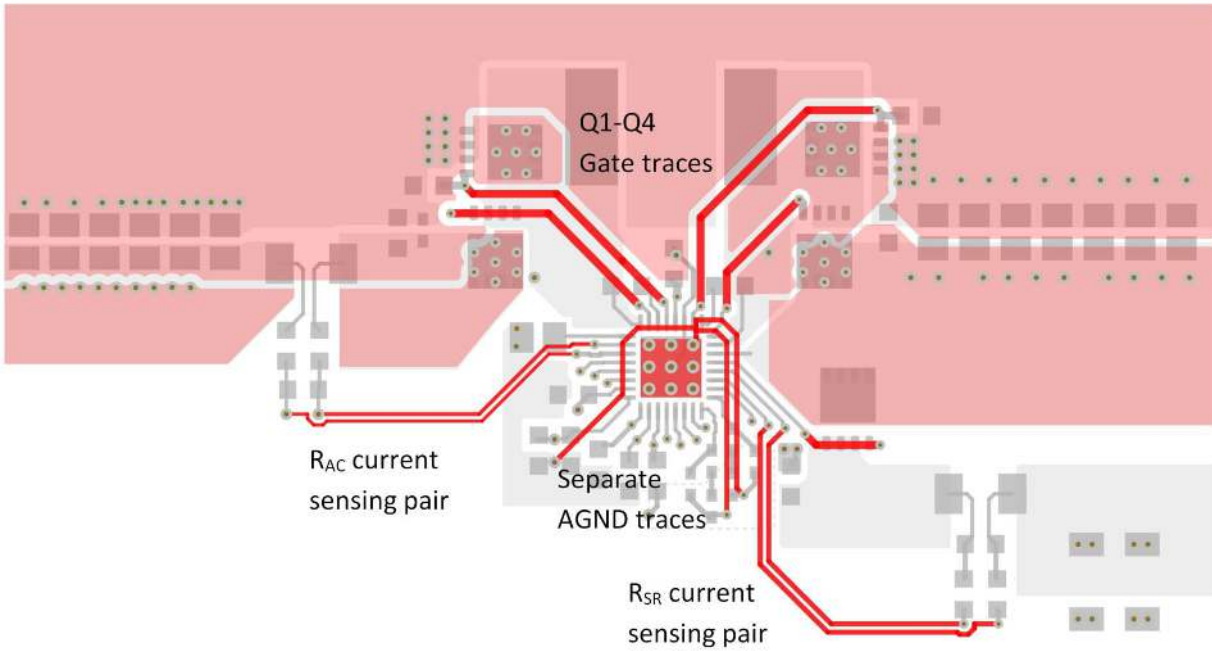 Q1-Q4
Gate traces
RAC current
sensing pair
Separate
AGND traces
RSR current
sensing pair